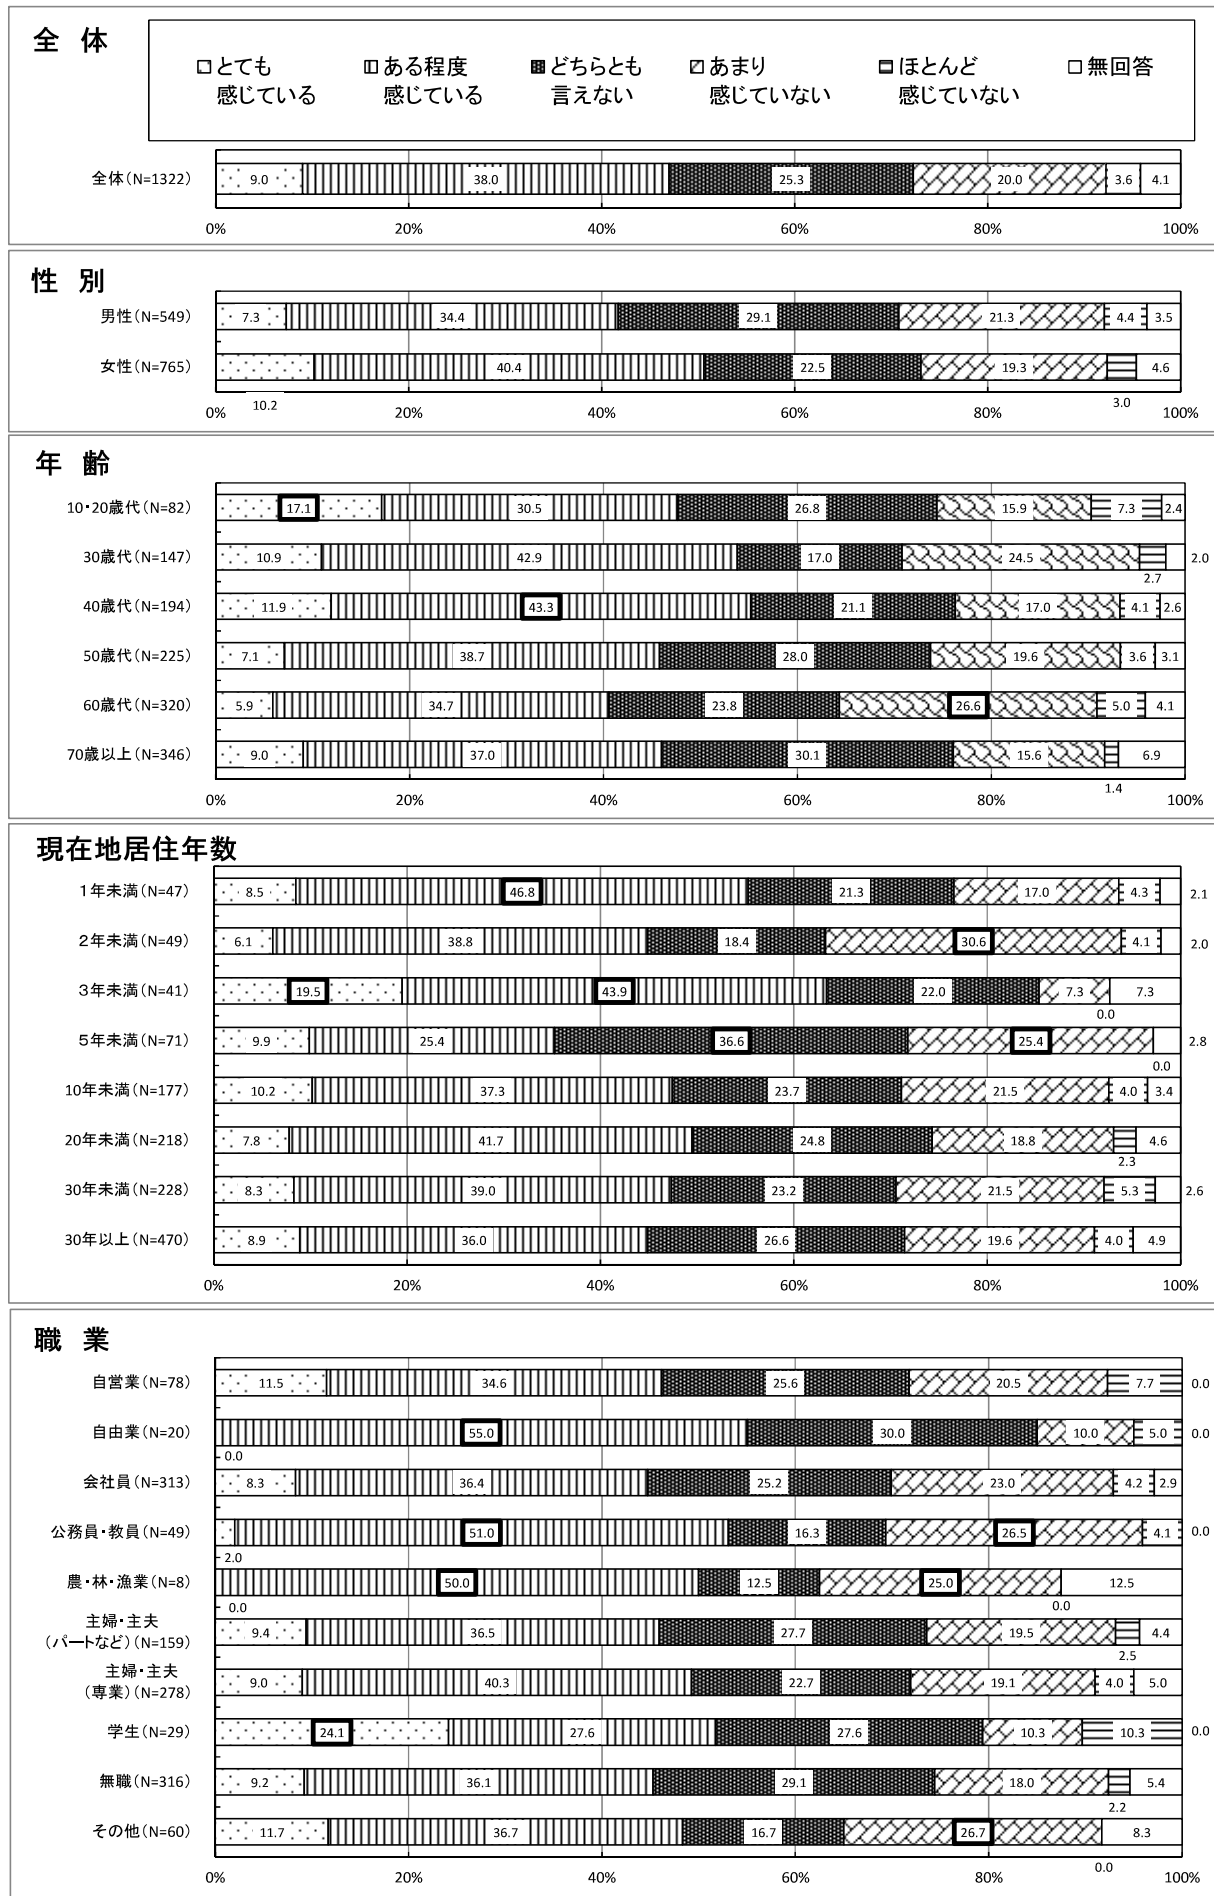 全 体
とても
感じている
ある程度
感じている
どちらとも
言えない
あまり
感じていない
ほとんど
感じていない
無回答
全体(N=1322) 9.0 38.0 25.3 20.0 3.6 4.1
0% 20% 40% 60% 80% 100%
性 別
男性(N=549) 7.3 34.4 29.1 21.3 4.4 3.5
女性(N=765) 40.4 22.5 19.3 4.6
10.2 3.0
0% 20% 40% 60% 80% 100%
年 齢
10・20歳代(N=82) 17.1 30.5 26.8 15.9 7.3 2.4
30歳代(N=147) 10.9 42.9 17.0 24.5 2.0
2.7
40歳代(N=194) 11.9 43.3 21.1 17.0 4.1 2.6
50歳代(N=225) 7.1 38.7 28.0 19.6 3.6 3.1
60歳代(N=320) 5.9 34.7 23.8 26.6 5.0 4.1
70歳以上(N=346) 9.0 37.0 30.1 15.6 6.9
1.4
0% 20% 40% 60% 80% 100%
現在地居住年数
1年未満(N=47) 8.5 46.8 21.3 17.0 4.3 2.1
2年未満(N=49) 6.1 38.8 18.4 30.6 4.1 2.0
3年未満(N=41) 19.5 43.9 22.0 7.3 7.3
0.0
5年未満(N=71) 9.9 25.4 36.6 25.4 2.8
0.0
10年未満(N=177) 10.2 37.3 23.7 21.5 4.0 3.4
20年未満(N=218) 7.8 41.7 24.8 18.8 4.6
2.3
30年未満(N=228) 8.3 39.0 23.2 21.5 5.3 2.6
30年以上(N=470) 8.9 36.0 26.6 19.6 4.0 4.9
0% 20% 40% 60% 80% 100%
職 業
自営業(N=78) 11.5 34.6 25.6 20.5 7.7 0.0
自由業(N=20) 55.0 30.0 10.0 5.0 0.0
0.0
会社員(N=313) 8.3 36.4 25.2 23.0 4.2 2.9
公務員・教員(N=49) 51.0 16.3 26.5 4.1 0.0
2.0
農・林・漁業(N=8) 50.0 12.5 25.0 12.5
0.0 0.0
主婦・主夫
(パートなど)(N=159) 9.4 36.5 27.7 19.5 4.4
2.5
主婦・主夫
(専業)(N=278) 9.0 40.3 22.7 19.1 4.0 5.0
学生(N=29) 24.1 27.6 27.6 10.3 10.3 0.0
無職(N=316) 9.2 36.1 29.1 18.0 5.4
2.2
その他(N=60) 11.7 36.7 16.7 26.7 8.3
0.0
0% 20% 40% 60% 80% 100%